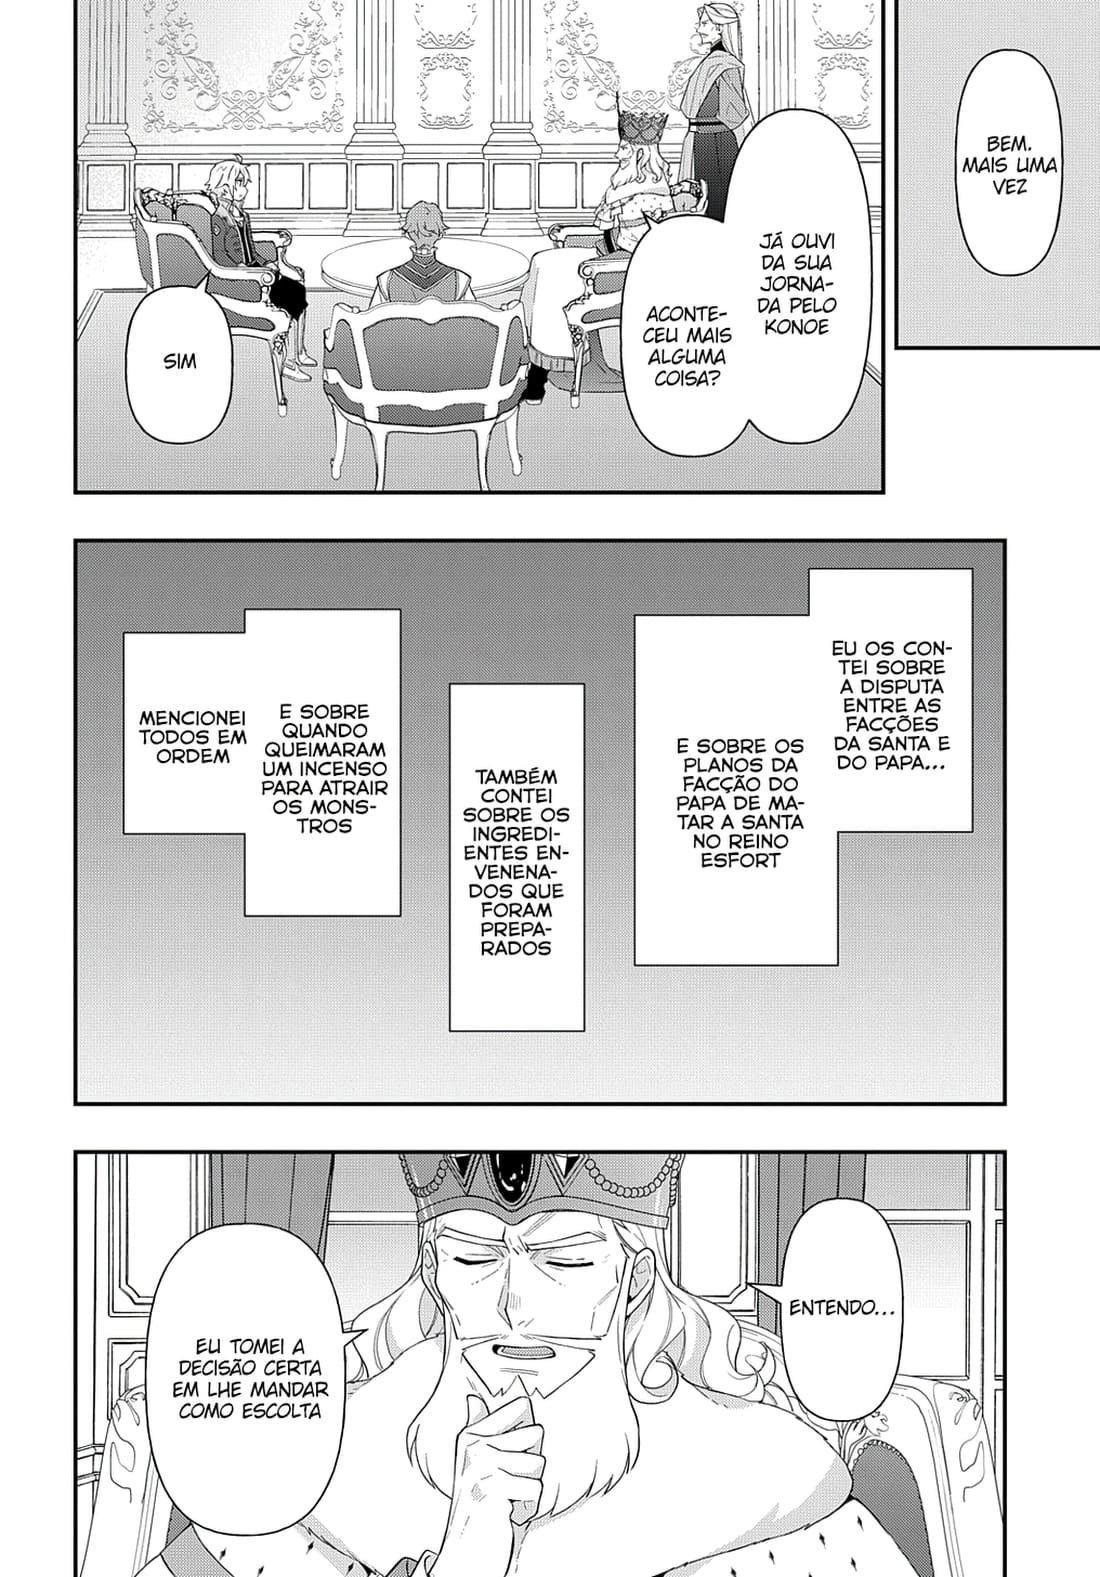 BEM.
MAIS UMA
VEZ
JÁ OUVI
DA SUA
JORNA-
DA PELO
KONOE
ACONTE-
CEU MAIS
ALGUMA
COISA?
SIM
EU OS CON-
TEI SOBRE
A DISPUTA
ENTRE AS
FACÇÕES
DA SANTA E
DO PAPA...
E SOBRE OS
PLANOS DA
FACÇÃO DO
PAPA DE MA-
TAR A SANTA
NO REINO
ESFORT
TAMBÉM
CONTEI
SOBRE OS
INGREDI-
ENTES EN-
VENENA-
DOS QUE
FORAM
PREPA-
RADOS
E SOBRE
QUANDO
QUEIMARAM
UM INCENSO
PARA ATRAIR
OS MONS-
TROS
MENCIONEI
TODOS EM
ORDEM
ENTENDO...
EU TOMEI A
DECISÃO CERTA
EM LHE MANDAR
COMO ESCOLTA